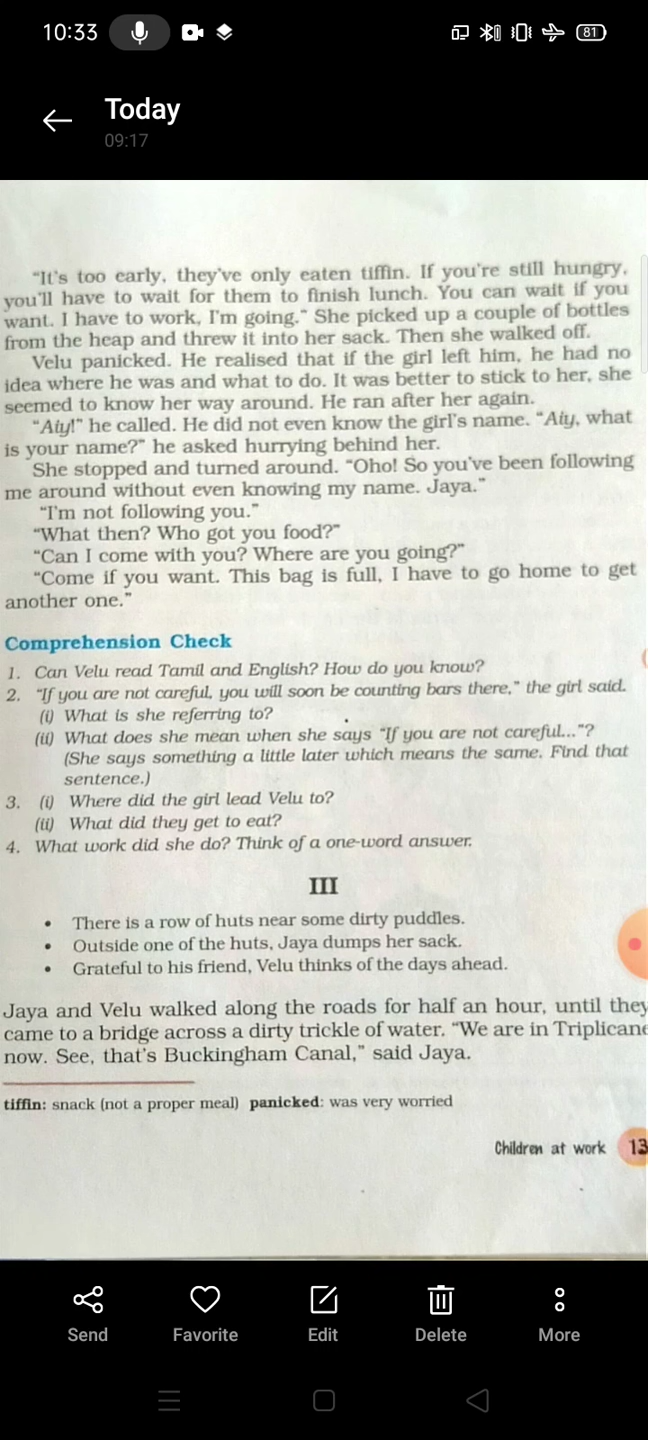 10:33
81
Today
09:17
“It's too early, they've only eaten tiffin. If you're still hungry,
you'll have to wait for them to finish lunch. You can wait if you
want. I have to work, I'm going.” She picked up a couple of bottles
from the heap and threw it into her sack. Then she walked off.
Velu panicked. He realised that if the girl left him, he had no
idea where he was and what to do. It was better to stick to her, she
seemed to know her way around. He ran after her again.
“Aiy!” he called. He did not even know the girl's name. “Aiy, what
is your name?” he asked hurrying behind her.
She stopped and turned around. “Oho! So you've been following
me around without even knowing my name. Jaya.”
“I'm not following you.”
“What then? Who got you food?”
“Can I come with you? Where are you going?”
“Come if you want. This bag is full, I have to go home to get
another one.”
Comprehension Check
1. Can Velu read Tamil and English? How do you know?
2. “If you are not careful, you will soon be counting bars there,” the girl said.
(i) What is she referring to?
(ii) What does she mean when she says “If you are not careful...”?
(She says something a little later which means the same. Find that
sentence.)
3. (i) Where did the girl lead Velu to?
(ii) What did they get to eat?
4. What work did she do? Think of a one-word answer.
III
• There is a row of huts near some dirty puddles.
• Outside one of the huts, Jaya dumps her sack.
• Grateful to his friend, Velu thinks of the days ahead.
Jaya and Velu walked along the roads for half an hour, until they
came to a bridge across a dirty trickle of water. “We are in Triplicane
now. See, that's Buckingham Canal,” said Jaya.
tiffin: snack (not a proper meal) panicked: was very worried
Children at work 13
Send Favorite Edit Delete More